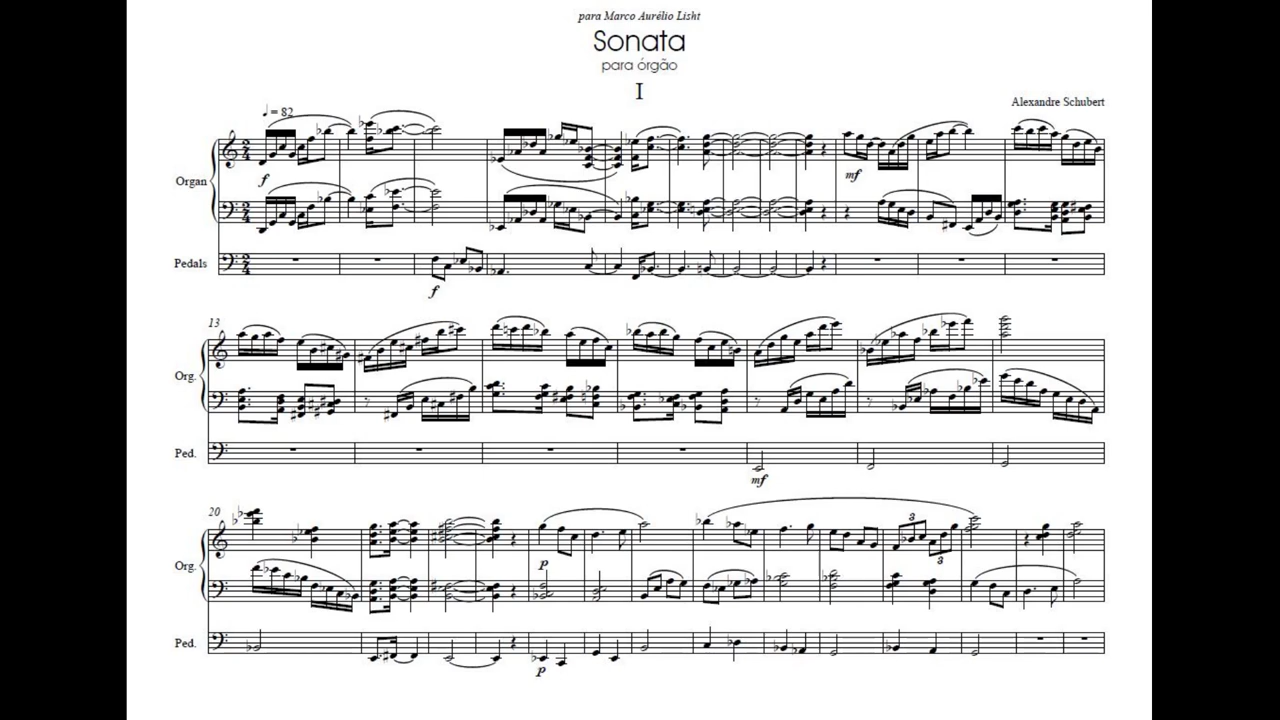 para Marco Aurélio Lisht
Sonata
para órgão
I
Alexandre Schubert
♩ = 82
Organ
f
mf
Pedals
f
13
Org.
Ped.
mf
20
3
Org.
p
3
Ped.
p